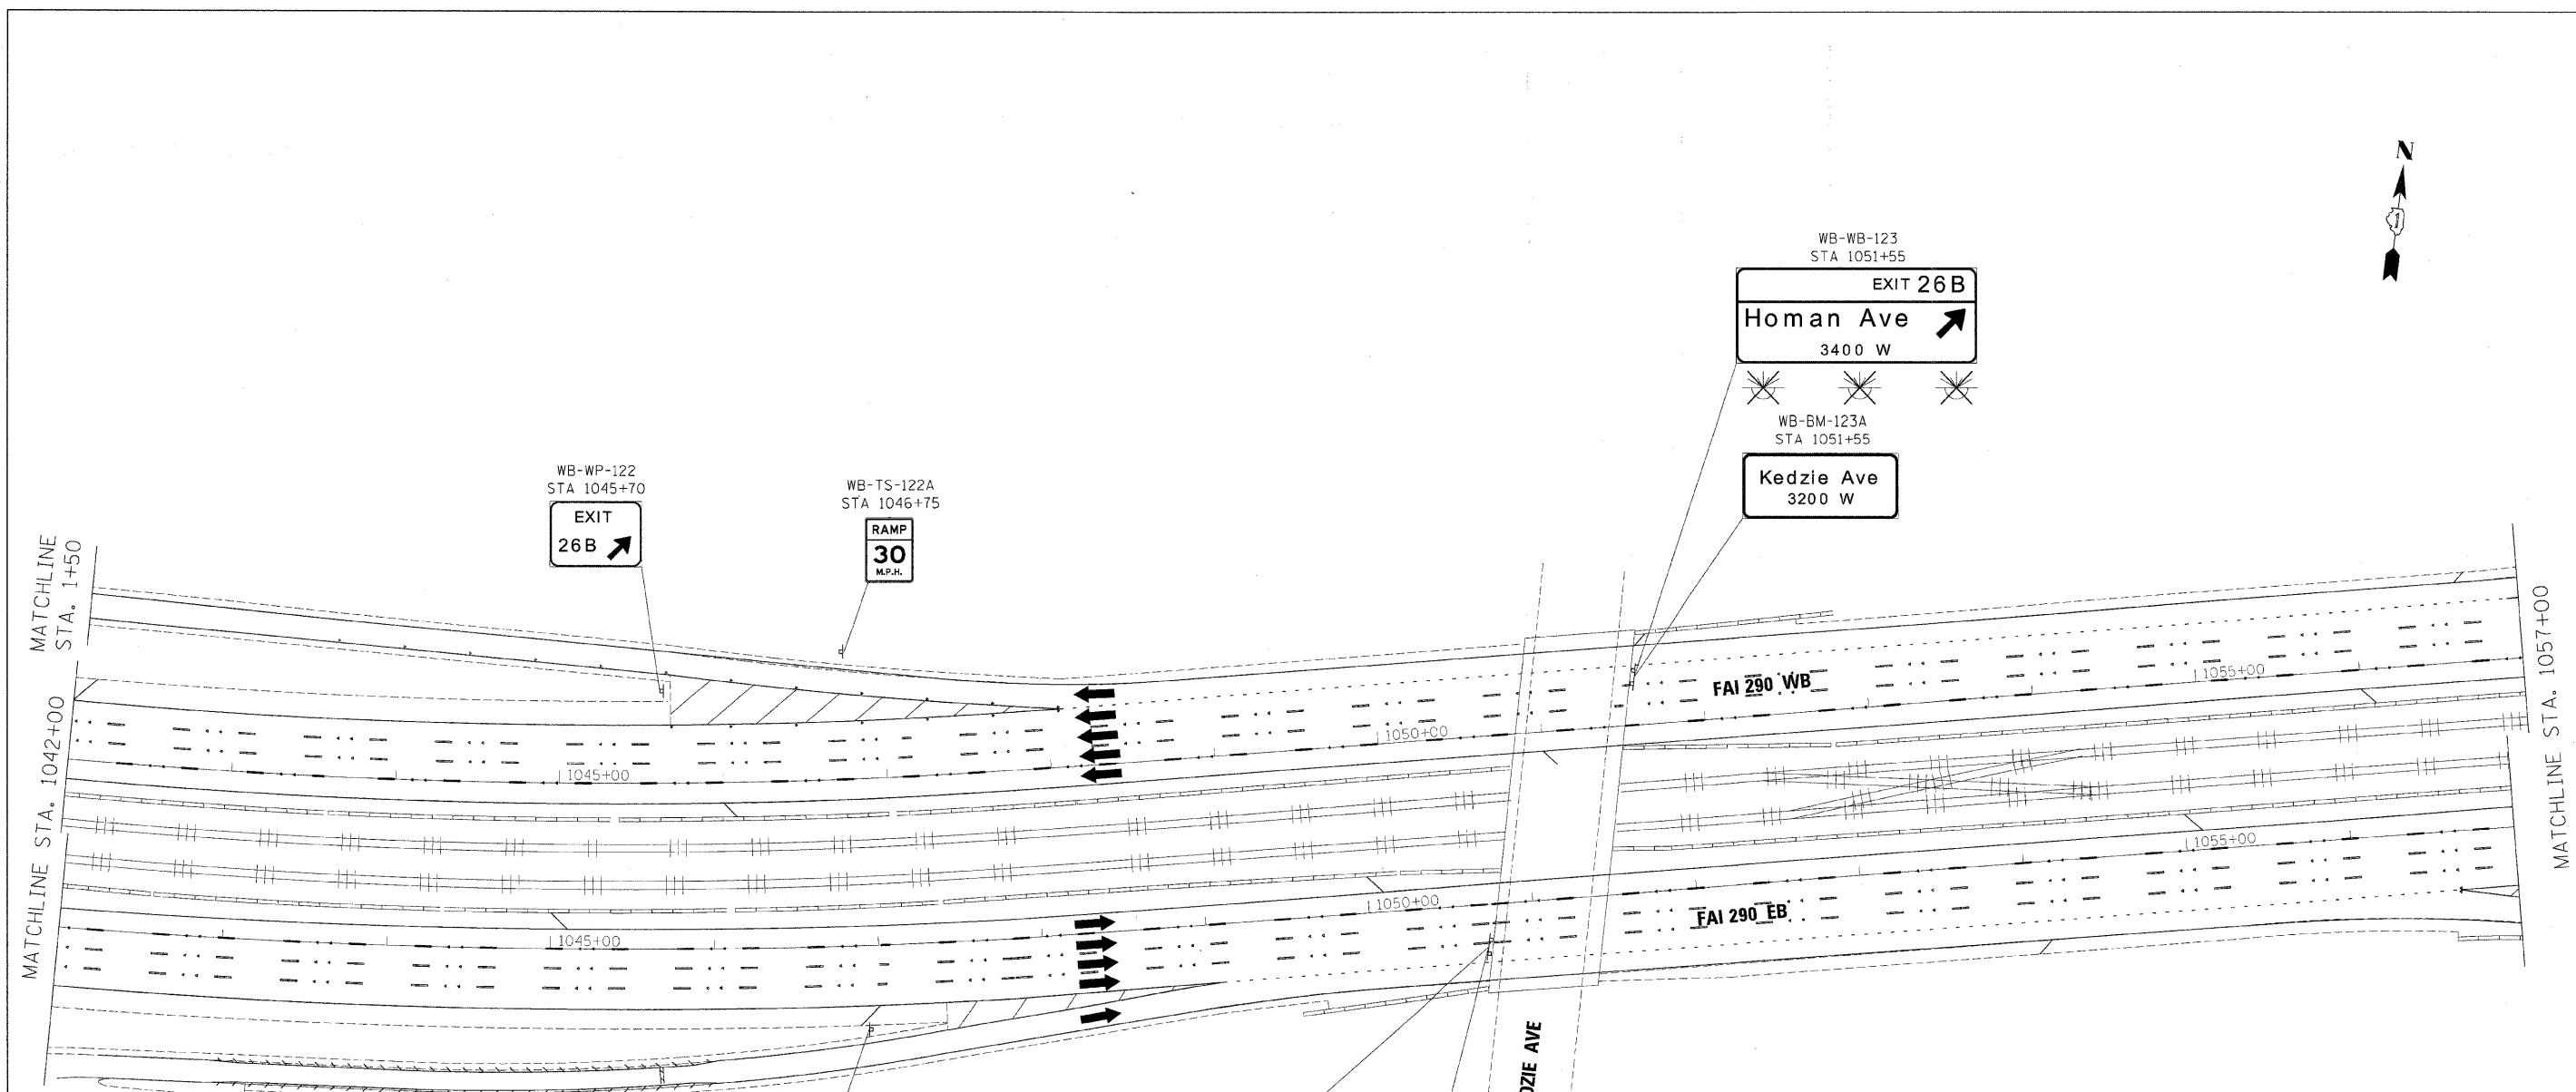 N
1
WB-WB-123
STA 1051+55
EXIT 26B
Homan Ave
3400 W
WB-BM-123A
STA 1051+55
Kedzie Ave
3200 W
WB-WP-122
STA 1045+70
EXIT
26B
WB-TS-122A
STA 1046+75
RAMP
30
M.P.H.
MATCHLINE
STA. 1+50
MATCHLINE STA. 1042+00
MATCHLINE STA. 1057+00
FAI 290 WB
1055+00
1050+00
1045+00
1055+00
1050+00
FAI 290 EB
1045+00
DZIE AVE